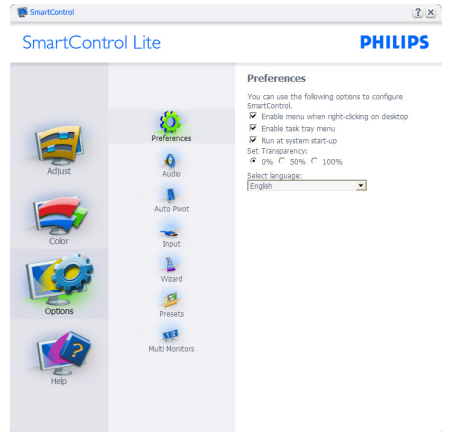 SmartControl
? ×
SmartControl Lite
PHILIPS
Adjust
Color
Options
Help
Preferences
Audio
Auto Pivot
Input
Wizard
Presets
Multi Monitors
Preferences
You can use the following options to configure
SmartControl.
Enable menu when right-clicking on desktop
Enable task tray menu
Run at system start-up
Set Transparency:
0% 50% 100%
Select language:
English